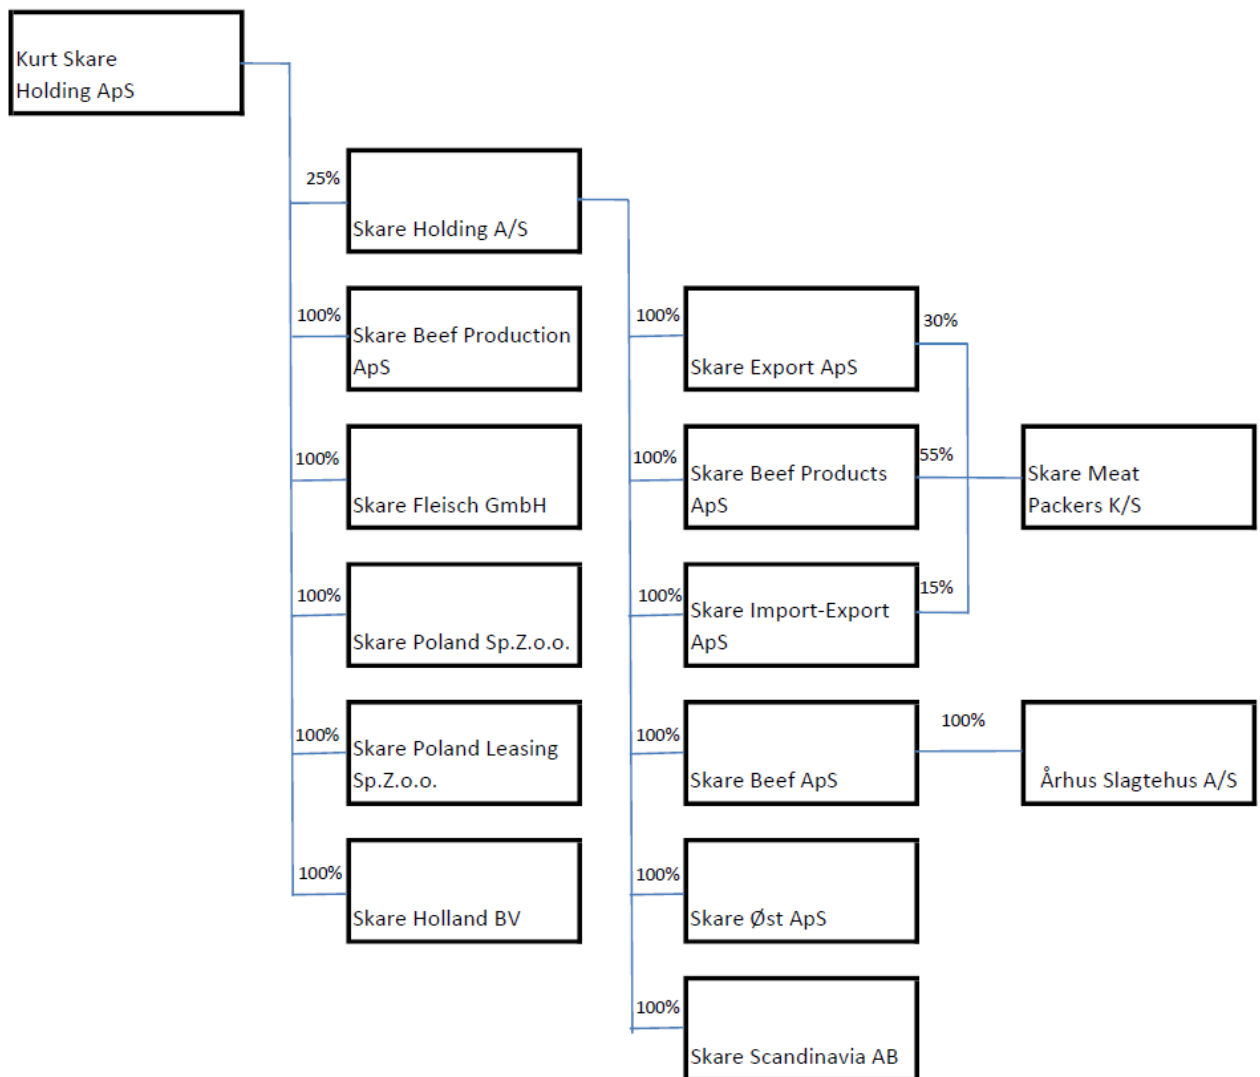 Kurt Skare
Holding ApS
25%
Skare Holding A/S
100%
Skare Beef Production
ApS
100%
Skare Export ApS
30%
100%
Skare Fleisch GmbH
100%
Skare Beef Products
ApS
55%
Skare Meat
Packers K/S
100%
Skare Poland Sp.Z.o.o.
100%
Skare Import-Export
ApS
15%
100%
Skare Poland Leasing
Sp.Z.o.o.
100%
Skare Beef ApS
100%
Århus Slagtehus A/S
100%
Skare Holland BV
100%
Skare Øst ApS
100%
Skare Scandinavia AB